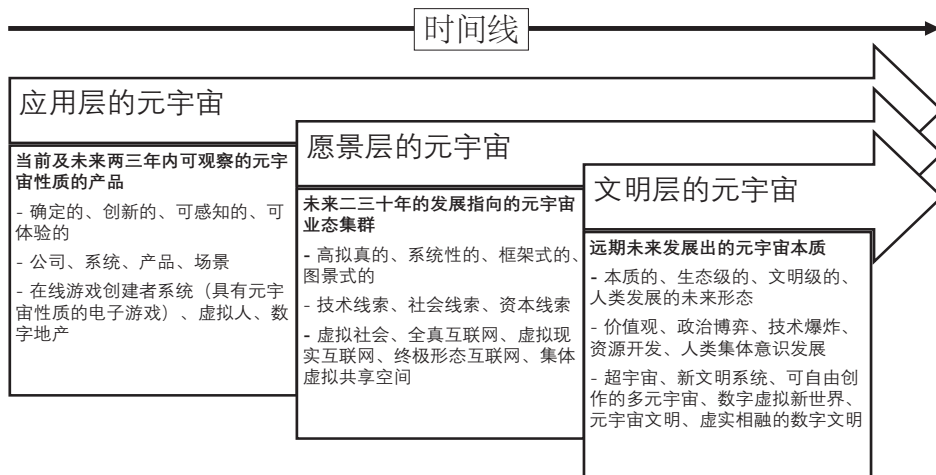 时间线
应用层的元宇宙
当前及未来两三年内可观察的元宇
宙性质的产品
- 确定的、创新的、可感知的、可
体验的
- 公司、系统、产品、场景
- 在线游戏创建者系统（具有元宇
宙性质的电子游戏）、虚拟人、数
字地产
愿景层的元宇宙
未来二三十年的发展指向的元宇宙
业态集群
- 高拟真的、系统性的、框架式的、
图景式的
- 技术线索、社会线索、资本线索
- 虚拟社会、全真互联网、虚拟现
实互联网、终极形态互联网、集体
虚拟共享空间
文明层的元宇宙
远期未来发展出的元宇宙本质
- 本质的、生态级的、文明级的、
人类发展的未来形态
- 价值观、政治博弈、技术爆炸、
资源开发、人类集体意识发展
- 超宇宙、新文明系统、可自由创
作的多元宇宙、数字虚拟新世界、
元宇宙文明、虚实相融的数字文明